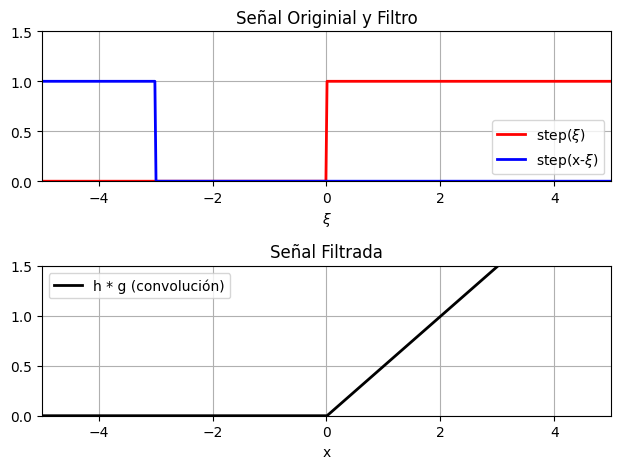 Señal Originial y Filtro
1.5
1.0
0.5
0.0
step(ξ)
step(x-ξ)
−4 −2 0 2 4
ξ
Señal Filtrada
1.5
h * g (convolución)
1.0
0.5
0.0
−4 −2 0 2 4
x